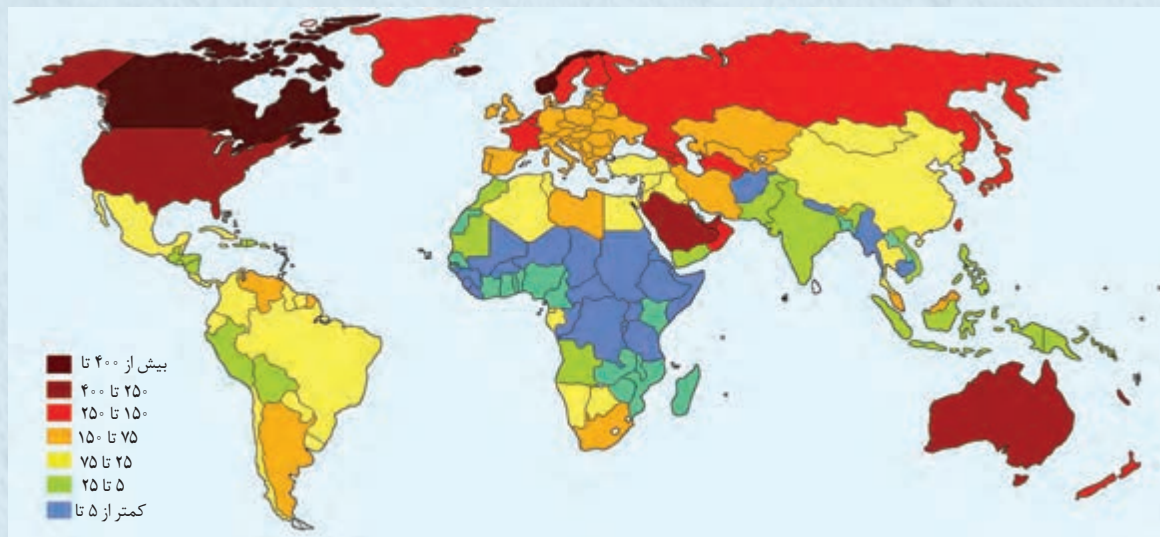 بیش از ۴۰۰ تا
۲۵۰ تا ۴۰۰
۱۵۰ تا ۲۵۰
۷۵ تا ۱۵۰
۲۵ تا ۷۵
۵ تا ۲۵
کمتر از ۵ تا